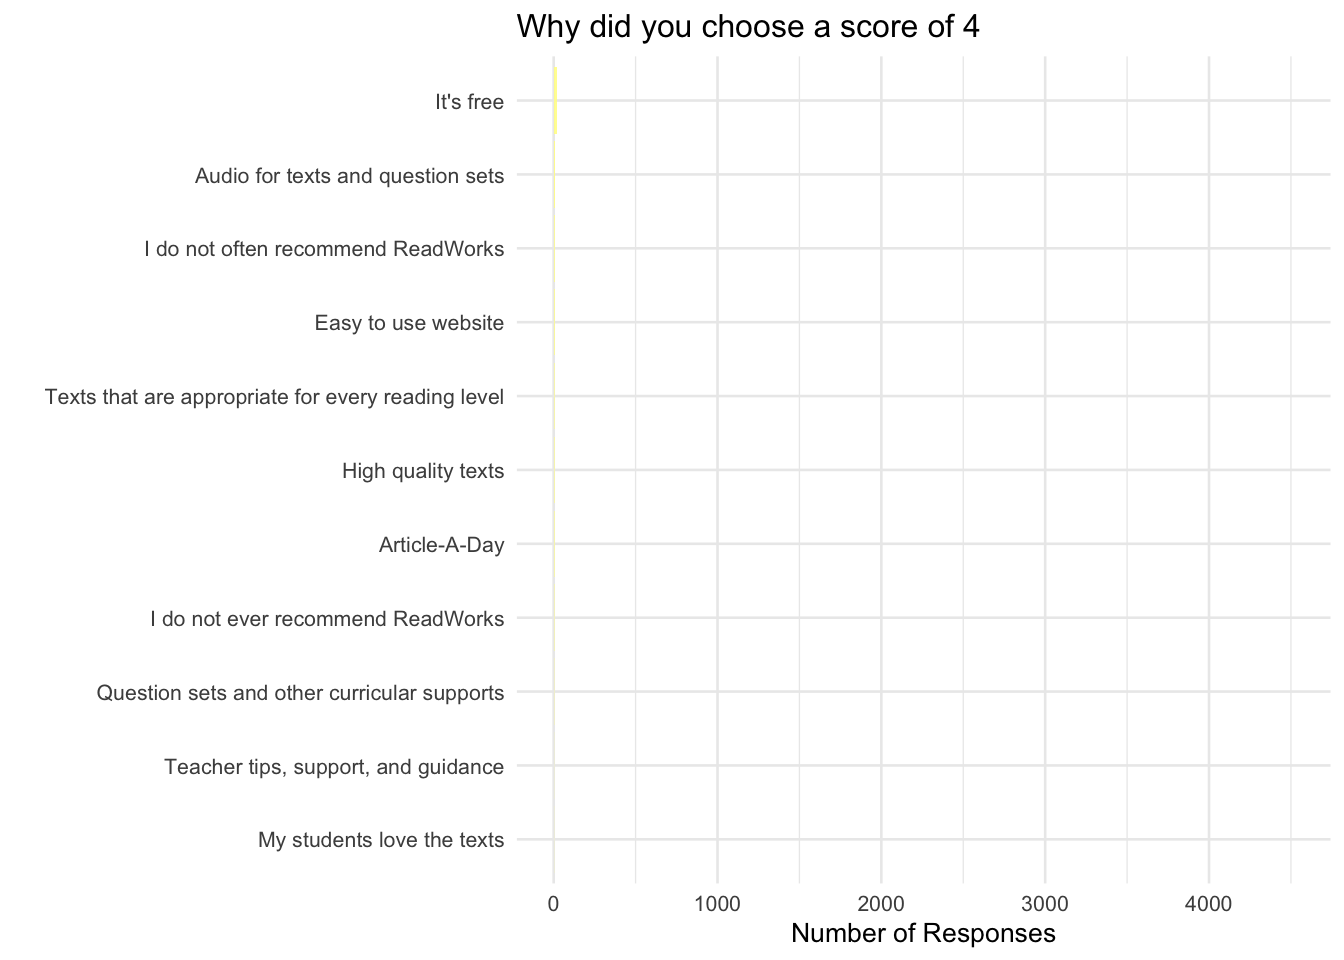 Why did you choose a score of 4
It's free
Audio for texts and question sets
I do not often recommend ReadWorks
Easy to use website
Texts that are appropriate for every reading level
High quality texts
Article-A-Day
I do not ever recommend ReadWorks
Question sets and other curricular supports
Teacher tips, support, and guidance
My students love the texts
0 1000 2000 3000 4000
Number of Responses